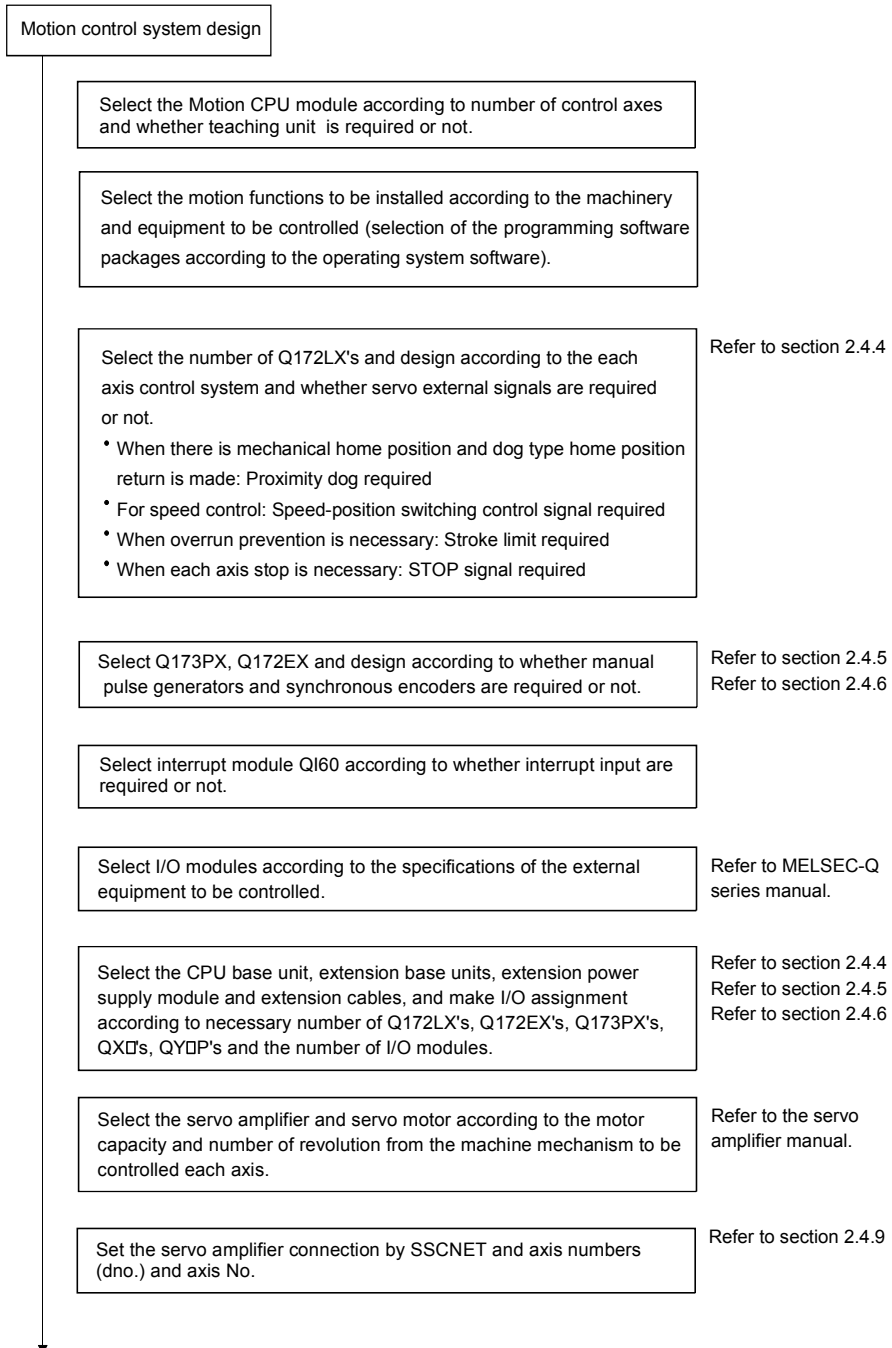 Motion control system design
Select the Motion CPU module according to number of control axes
and whether teaching unit is required or not.
Select the motion functions to be installed according to the machinery
and equipment to be controlled (selection of the programming software
packages according to the operating system software).
Select the number of Q172LX's and design according to the each
axis control system and whether servo external signals are required
or not.
• When there is mechanical home position and dog type home position
return is made: Proximity dog required
• For speed control: Speed-position switching control signal required
• When overrun prevention is necessary: Stroke limit required
• When each axis stop is necessary: STOP signal required
Refer to section 2.4.4
Select Q173PX, Q172EX and design according to whether manual
pulse generators and synchronous encoders are required or not.
Refer to section 2.4.5
Refer to section 2.4.6
Select interrupt module QI60 according to whether interrupt input are
required or not.
Select I/O modules according to the specifications of the external
equipment to be controlled.
Refer to MELSEC-Q
series manual.
Select the CPU base unit, extension base units, extension power
supply module and extension cables, and make I/O assignment
according to necessary number of Q172LX's, Q172EX's, Q173PX's,
QX□'s, QY□P's and the number of I/O modules.
Refer to section 2.4.4
Refer to section 2.4.5
Refer to section 2.4.6
Select the servo amplifier and servo motor according to the motor
capacity and number of revolution from the machine mechanism to be
controlled each axis.
Refer to the servo
amplifier manual.
Set the servo amplifier connection by SSCNET and axis numbers
(dno.) and axis No.
Refer to section 2.4.9